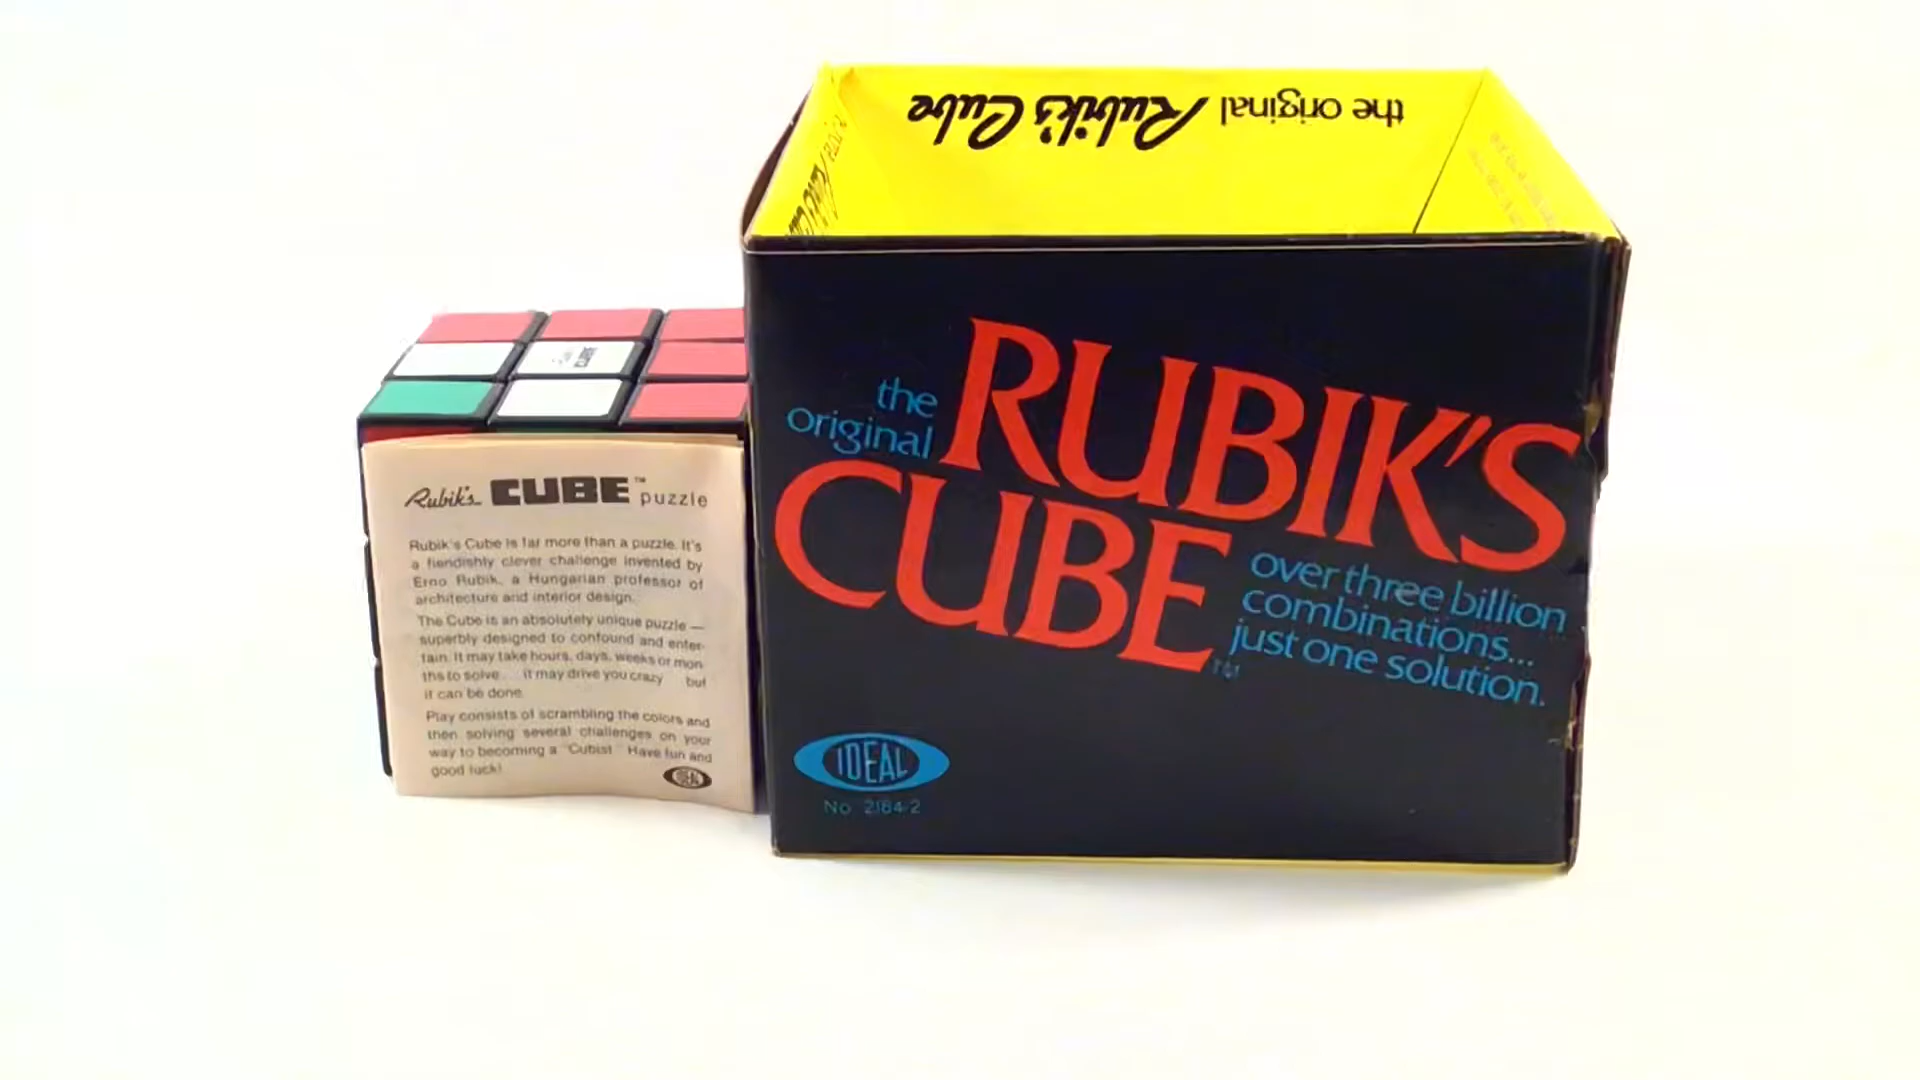 the original Rubik's Cube
the
original
RUBIK'S
CUBE
TM
over three billion
combinations...
just one solution.
IDEAL
No. 2164-2
CUBE
Rubik's CUBE™ puzzle
Rubik's Cube is far more than a puzzle. It's
a fiendishly clever challenge invented by
Erno Rubik, a Hungarian professor of
architecture and interior design.
The Cube is an absolutely unique puzzle —
superbly designed to confound and enter-
tain. It may take hours, days, weeks or mon
ths to solve... it may drive you crazy but
it can be done.
Play consists of scrambling the colors and
then solving several challenges on your
way to becoming a "Cubist" Have fun and
good luck!
IDEAL